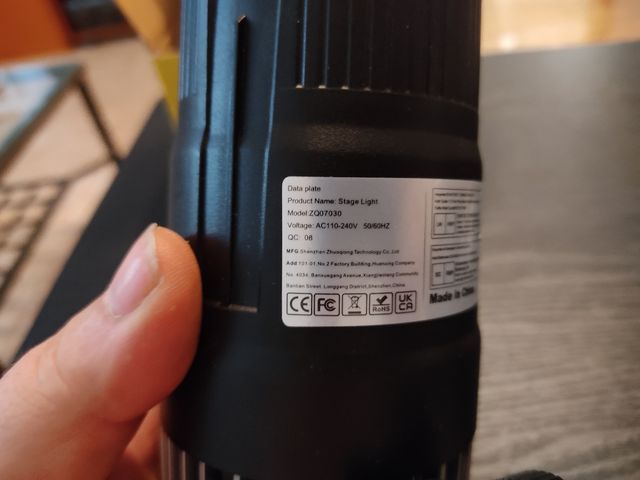 Data plate
Product Name: Stage Light
Model:ZQ07030
Voltage: AC110-240V 50/60HZ
QC: 08
MFG Shenzhen Zhuoqiong Technology Co.,Ltd
Add 101-01,No.2 Factory Building,Huanong Company
No. 4034, Banxuegang Avenue, Xiangjiaotang Community
Bantian Street, Longgang District,Shenzhen,China
CE FC RoHS UK CA
Made in China